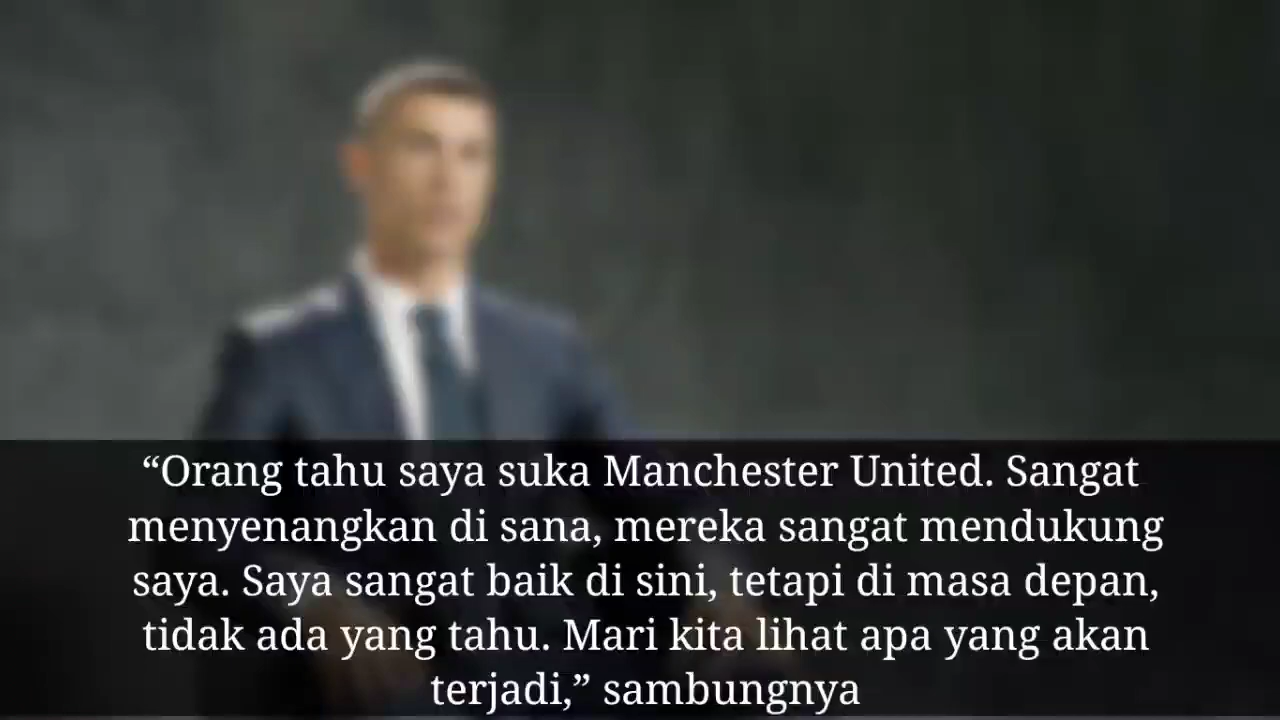 “Orang tahu saya suka Manchester United. Sangat
menyenangkan di sana, mereka sangat mendukung
saya. Saya sangat baik di sini, tetapi di masa depan,
tidak ada yang tahu. Mari kita lihat apa yang akan
terjadi,” sambungnya